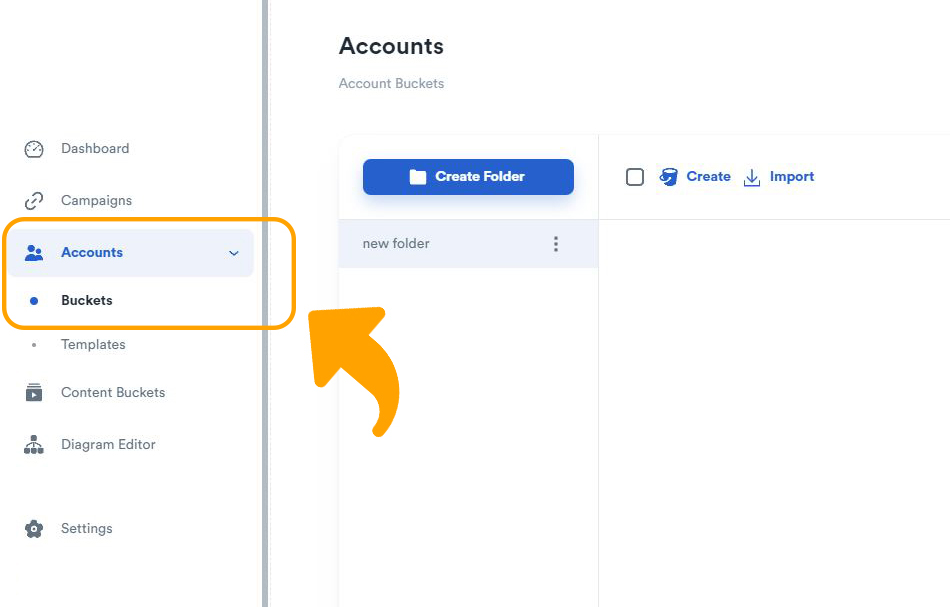 Accounts
Account Buckets
Dashboard
Campaigns
Accounts
Buckets
Templates
Content Buckets
Diagram Editor
Settings
Create Folder
new folder
Create Import